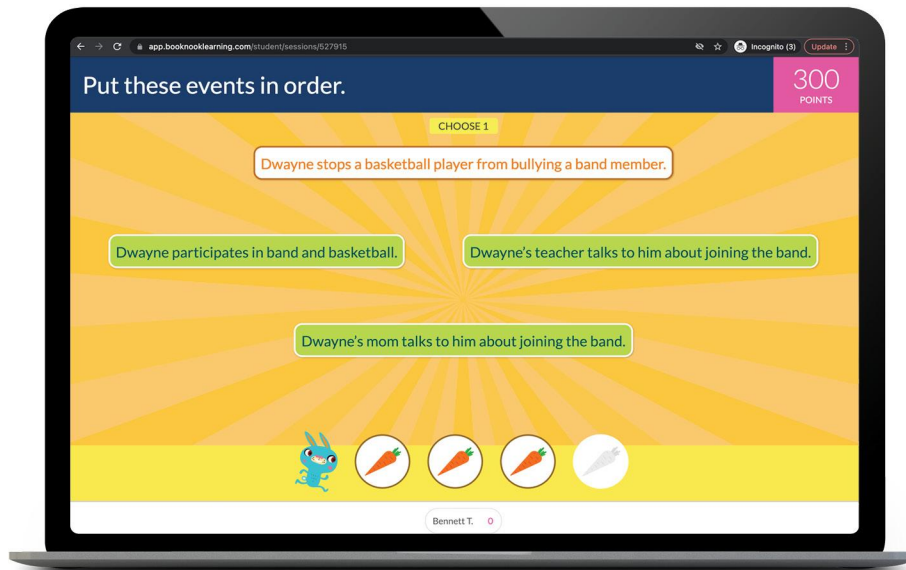 app.booknooklearning.com/student/sessions/527915
Incognito (3)
Update
Put these events in order.
300
POINTS
CHOOSE 1
Dwayne stops a basketball player from bullying a band member.
Dwayne participates in band and basketball.
Dwayne’s teacher talks to him about joining the band.
Dwayne’s mom talks to him about joining the band.
Bennett T. 0